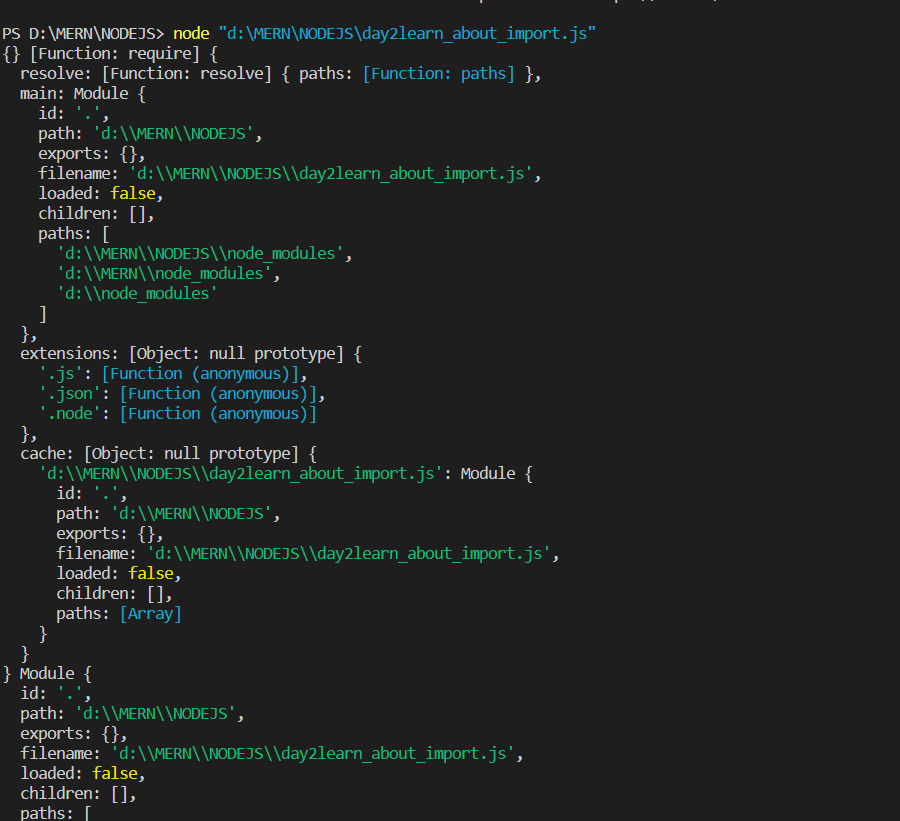 PS D:\MERN\NODEJS> node "d:\MERN\NODEJS\day2learn_about_import.js"
{} [Function: require] {
  resolve: [Function: resolve] { paths: [Function: paths] },
  main: Module {
    id: '.',
    path: 'd:\\MERN\\NODEJS',
    exports: {},
    filename: 'd:\\MERN\\NODEJS\\day2learn_about_import.js',
    loaded: false,
    children: [],
    paths: [
      'd:\\MERN\\NODEJS\\node_modules',
      'd:\\MERN\\node_modules',
      'd:\\node_modules'
    ]
  },
  extensions: [Object: null prototype] {
    '.js': [Function (anonymous)],
    '.json': [Function (anonymous)],
    '.node': [Function (anonymous)]
  },
  cache: [Object: null prototype] {
    'd:\\MERN\\NODEJS\\day2learn_about_import.js': Module {
      id: '.',
      path: 'd:\\MERN\\NODEJS',
      exports: {},
      filename: 'd:\\MERN\\NODEJS\\day2learn_about_import.js',
      loaded: false,
      children: [],
      paths: [Array]
    }
  }
} Module {
  id: '.',
  path: 'd:\\MERN\\NODEJS',
  exports: {},
  filename: 'd:\\MERN\\NODEJS\\day2learn_about_import.js',
  loaded: false,
  children: [],
  paths: [